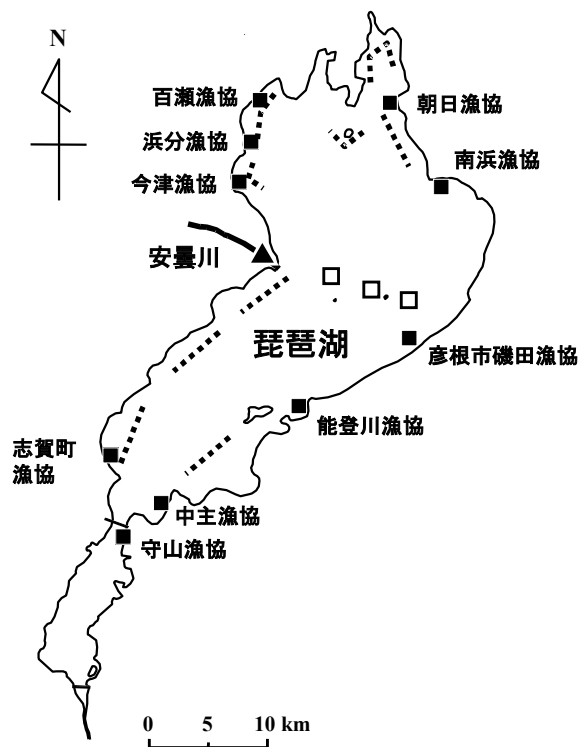 N
百瀬漁協
朝日漁協
浜分漁協
南浜漁協
今津漁協
安曇川
琵琶湖
彦根市磯田漁協
能登川漁協
志賀町
漁協
中主漁協
守山漁協
0 5 10 km